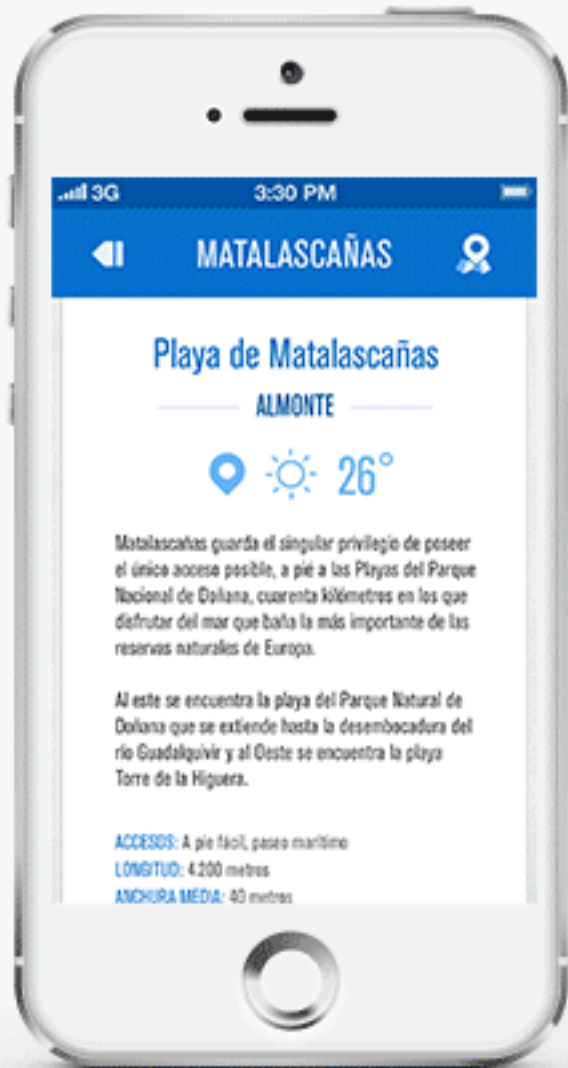 3G 3:30 PM
MATALASCAÑAS
Playa de Matalascañas
ALMONTE
26°
Matalascañas guarda el singular privilegio de poseer
el único acceso posible, a pié a las Playas del Parque
Nacional de Doñana, cuarenta kilómetros en los que
disfrutar del mar que baña la más importante de las
reservas naturales de Europa.
Al este se encuentra la playa del Parque Natural de
Doñana que se extiende hasta la desembocadura del
río Guadalquivir y al Oeste se encuentra la playa
Torre de la Higuera.
ACCESOS: A pie fácil, paseo marítimo
LONGITUD: 4.200 metros
ANCHURA MEDIA: 40 metros